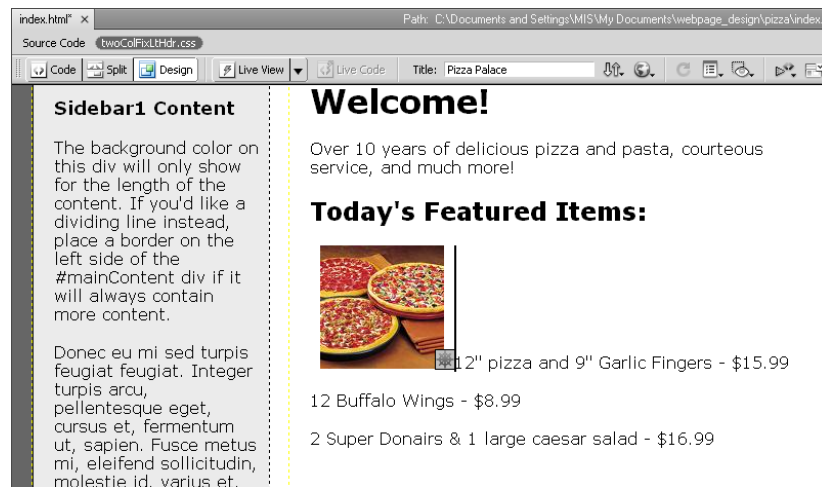 index.html* ×
Path: C:\Documents and Settings\MIS\My Documents\webpage_design\pizza\index.
Source Code twoColFixLtHdr.css
Code Split Design Live View Live Code Title: Pizza Palace
Sidebar1 Content
The background color on
this div will only show
for the length of the
content. If you'd like a
dividing line instead,
place a border on the
left side of the
#mainContent div if it
will always contain
more content.
Donec eu mi sed turpis
feugiat feugiat. Integer
turpis arcu,
pellentesque eget,
cursus et, fermentum
ut, sapien. Fusce metus
mi, eleifend sollicitudin,
molestie id, varius et,
Welcome!
Over 10 years of delicious pizza and pasta, courteous
service, and much more!
Today's Featured Items:
12" pizza and 9" Garlic Fingers - $15.99
12 Buffalo Wings - $8.99
2 Super Donairs & 1 large caesar salad - $16.99